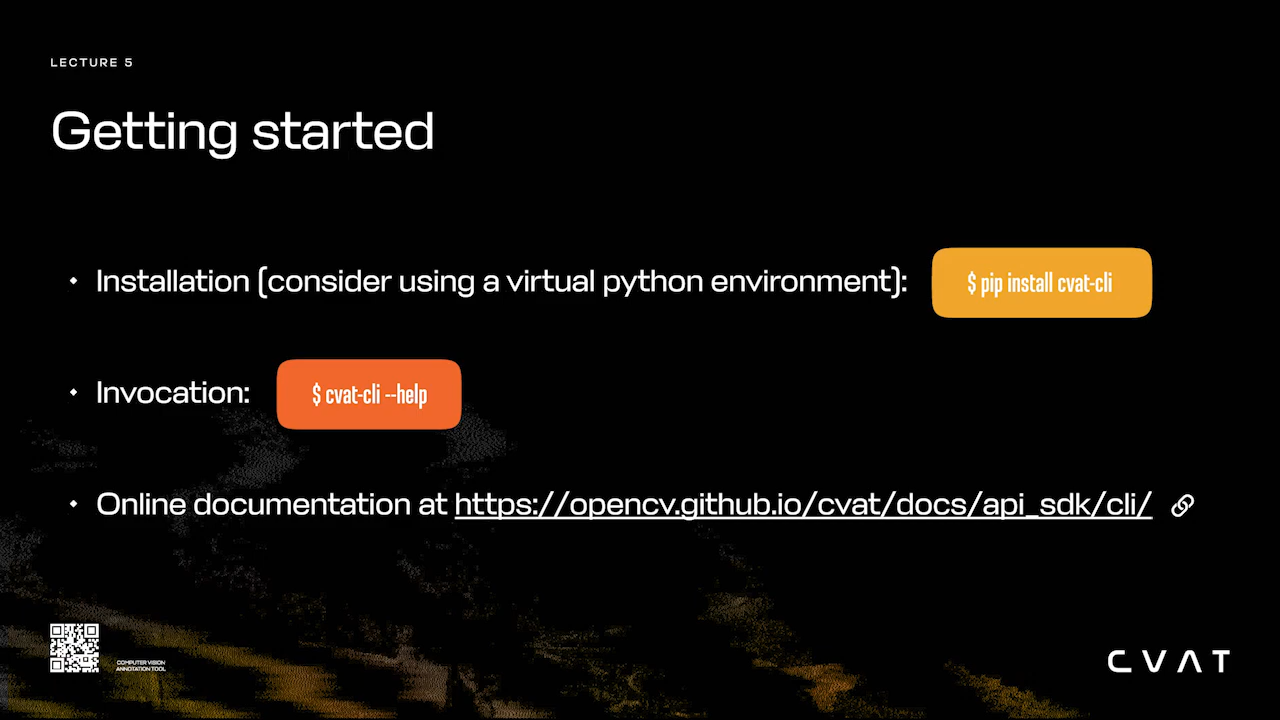 LECTURE 5
Getting started
Installation (consider using a virtual python environment):
$ pip install cvat-cli
Invocation:
$ cvat-cli --help
Online documentation at https://opencv.github.io/cvat/docs/api_sdk/cli/
COMPUTER VISION
ANNOTATION TOOL
CVAT